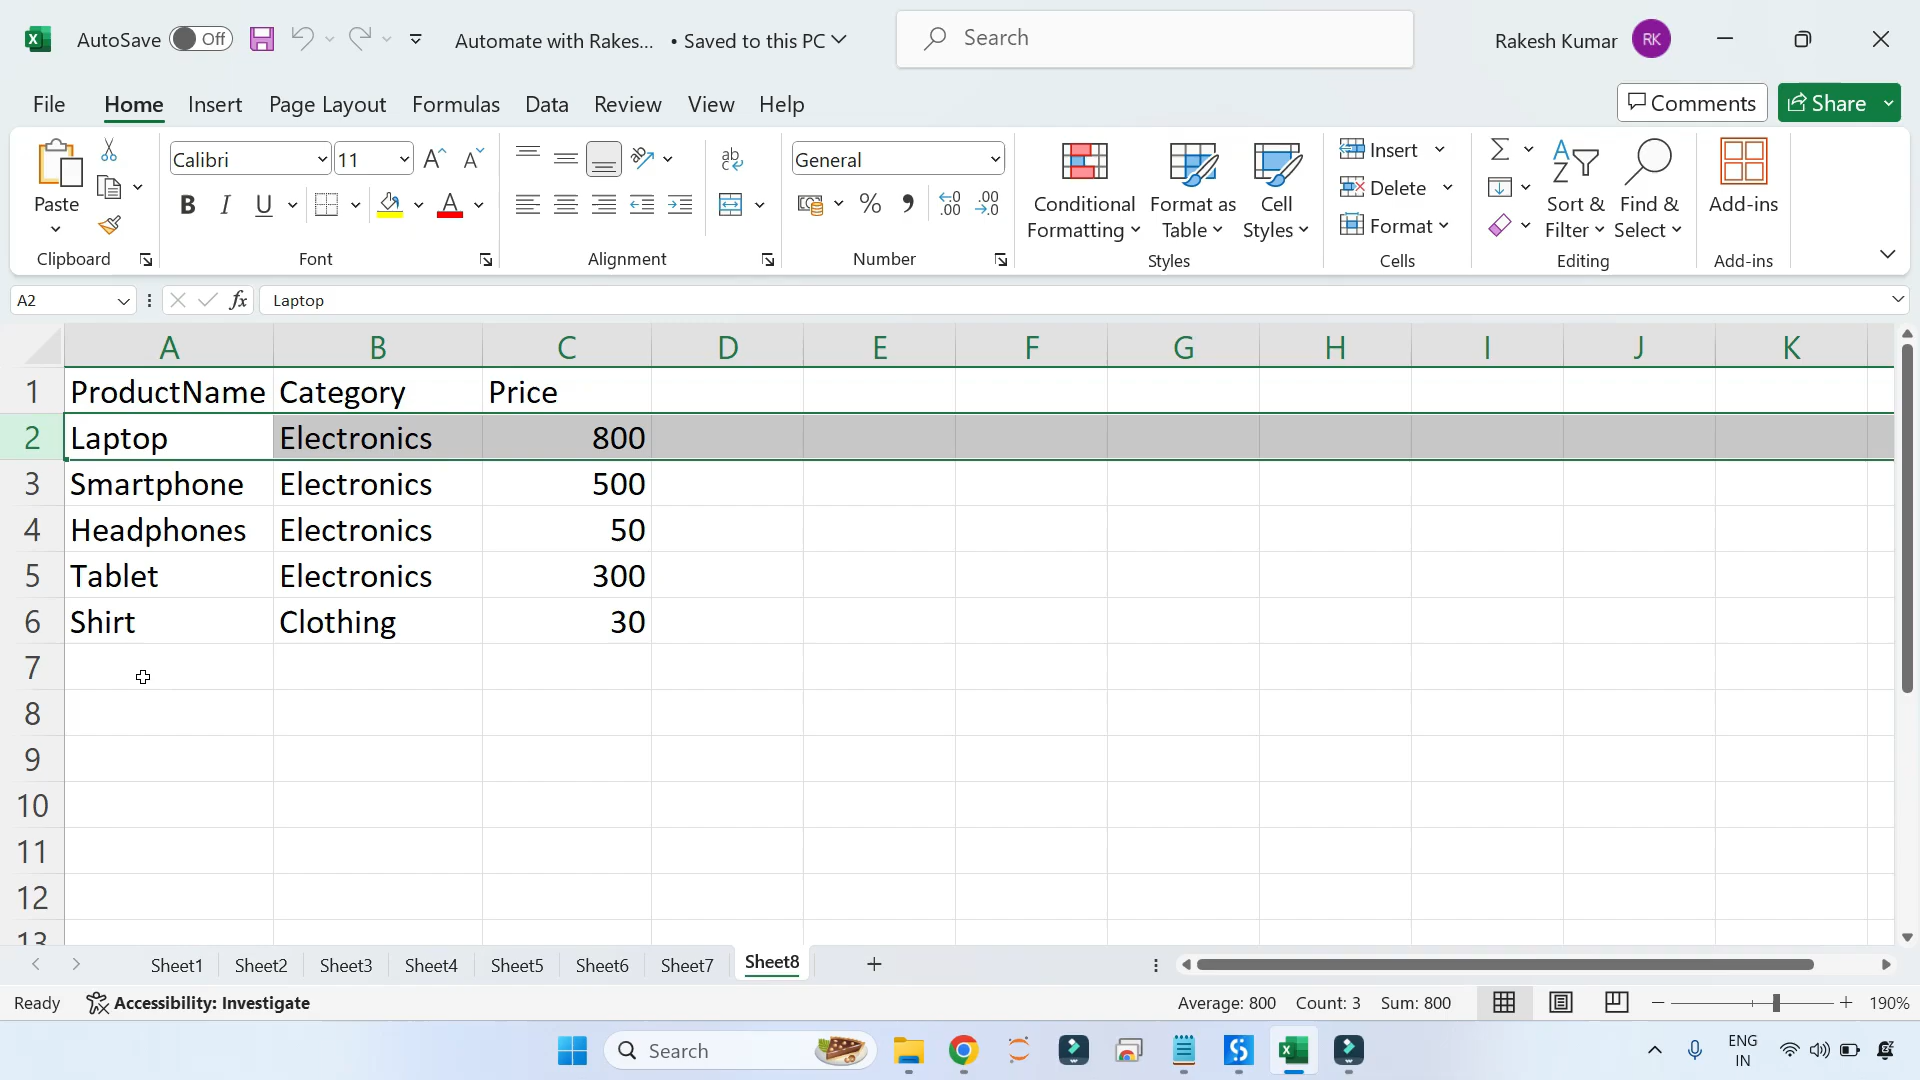 AutoSave Off Automate with Rakes... • Saved to this PC Search Rakesh Kumar RK
File Home Insert Page Layout Formulas Data Review View Help Comments Share
Paste
Clipboard
Calibri 11
B I U A
Font
ab
Alignment
General
% , .00 .00
Number
Conditional Formatting
Format as Table
Cell Styles
Styles
Insert
Delete
Format
Cells
Sort & Filter
Find & Select
Editing
Add-ins
Add-ins
A2 fx Laptop
A B C D E F G H I J K
1 ProductName Category Price
2 Laptop Electronics 800
3 Smartphone Electronics 500
4 Headphones Electronics 50
5 Tablet Electronics 300
6 Shirt Clothing 30
7
8
9
10
11
12
13
Sheet1 Sheet2 Sheet3 Sheet4 Sheet5 Sheet6 Sheet7 Sheet8
Ready Accessibility: Investigate Average: 800 Count: 3 Sum: 800 190%
Search ENG
IN